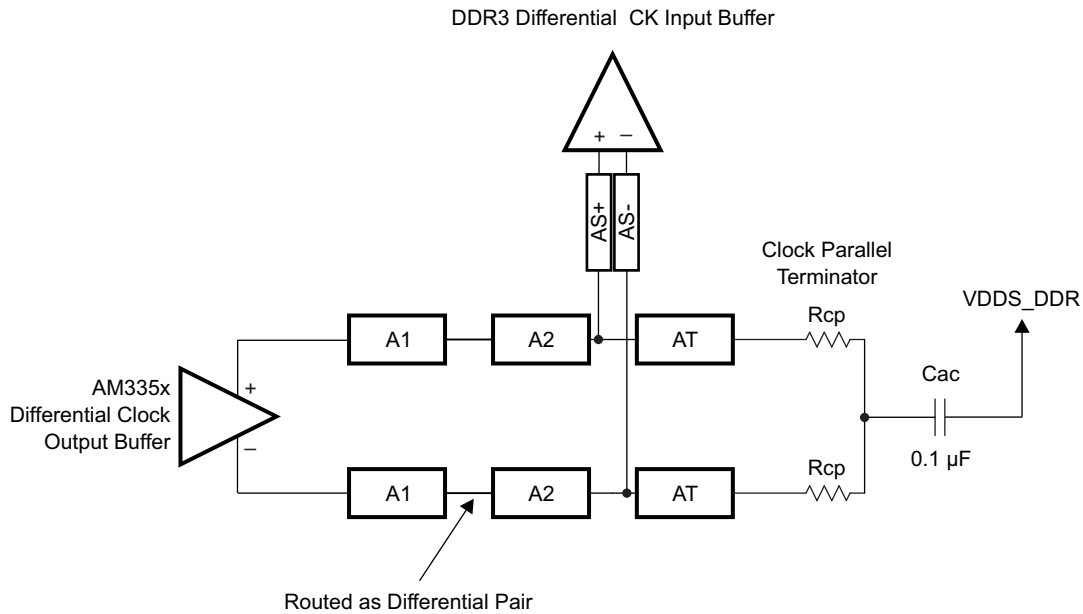 DDR3 Differential CK Input Buffer
+ −
AS+
AS-
Clock Parallel
Terminator
Rcp
VDDS_DDR
A1
A2
AT
AM335x
Differential Clock
Output Buffer
+
−
Cac
0.1 µF
Rcp
A1
A2
AT
Routed as Differential Pair